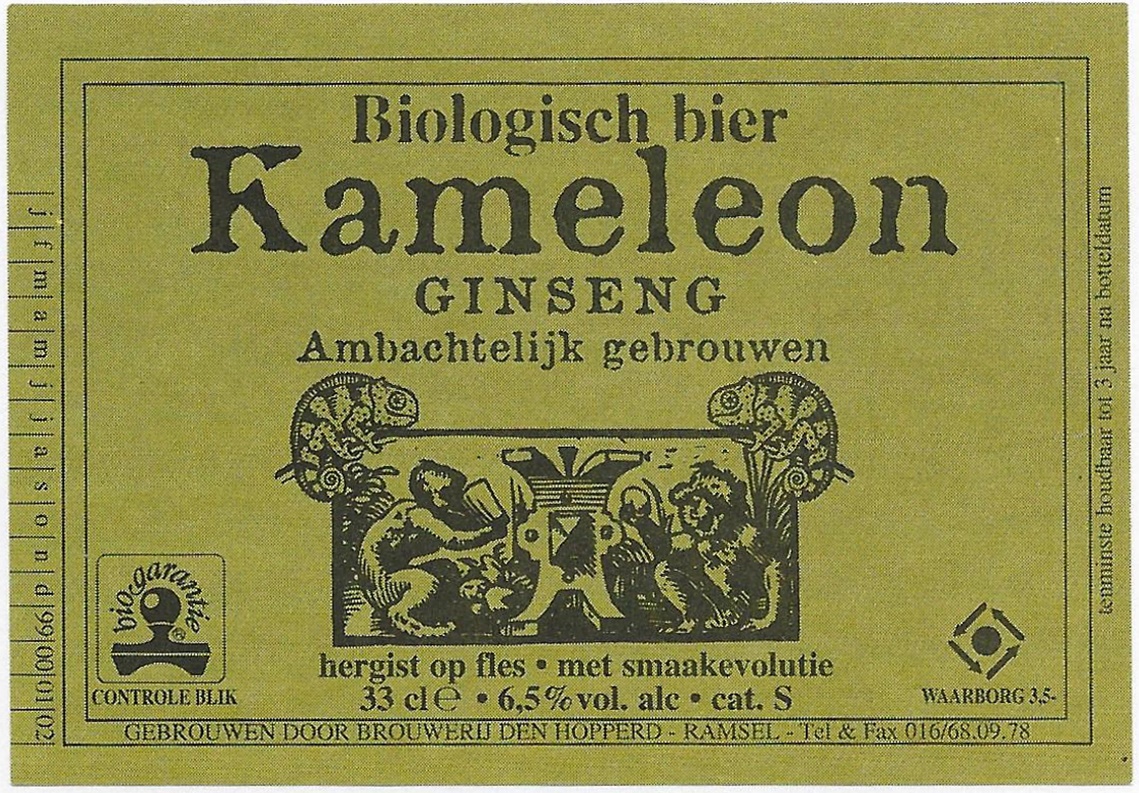 Biologisch bier
Kameleon
GINSENG
Ambachtelijk gebrouwen
j f m a m j j a s o n d 99 00 01 02
tenminste houdbaar tot 3 jaar na botteldatum
biogarantie ©
CONTROLE BLIK
hergist op fles • met smaakevolutie
33 cl ℮ • 6,5% vol. alc • cat. S
WAARBORG 3,5-
GEBROUWEN DOOR BROUWERIJ DEN HOPPERD - RAMSEL - Tel & Fax 016/68.09.78